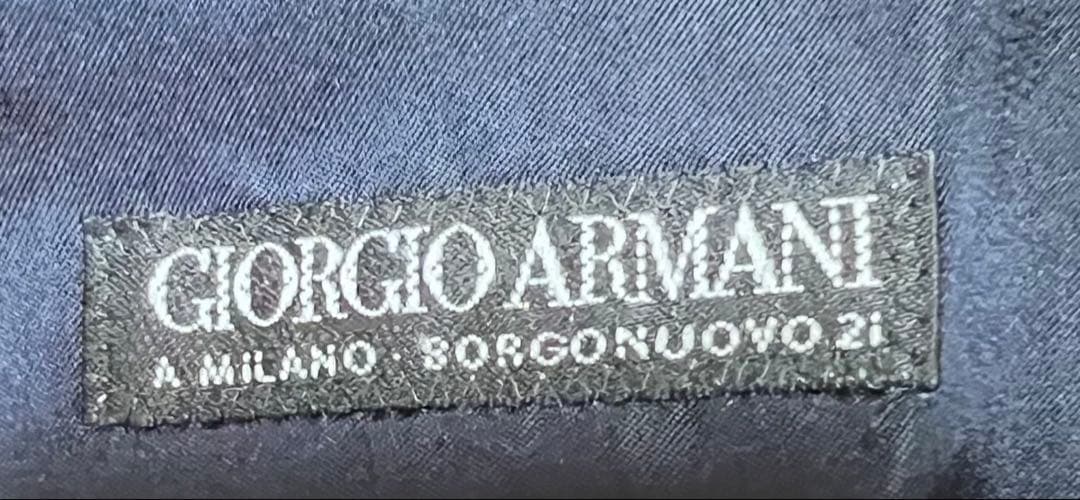 GIORGIO ARMANI
A MILANO · BORGONUOVO 21